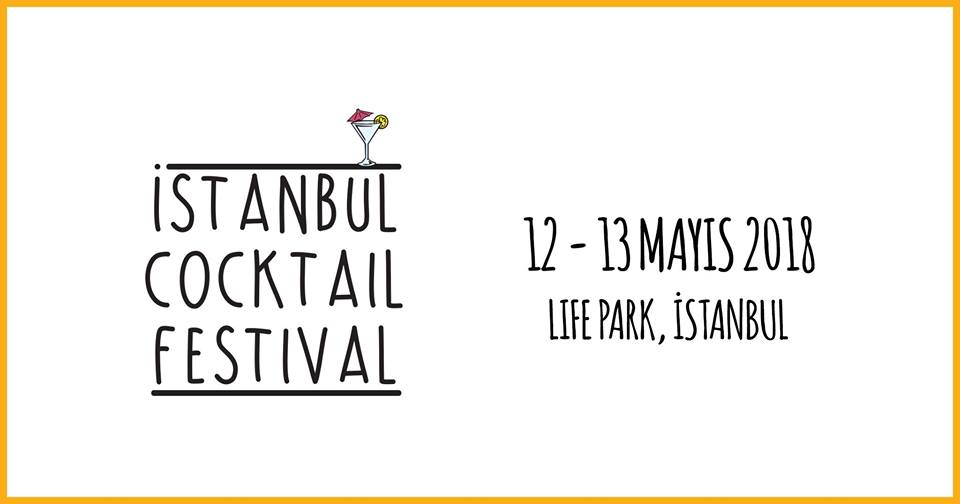 İSTANBUL
COCKTAIL
FESTIVAL
12 - 13 MAYIS 2018
LIFE PARK, İSTANBUL